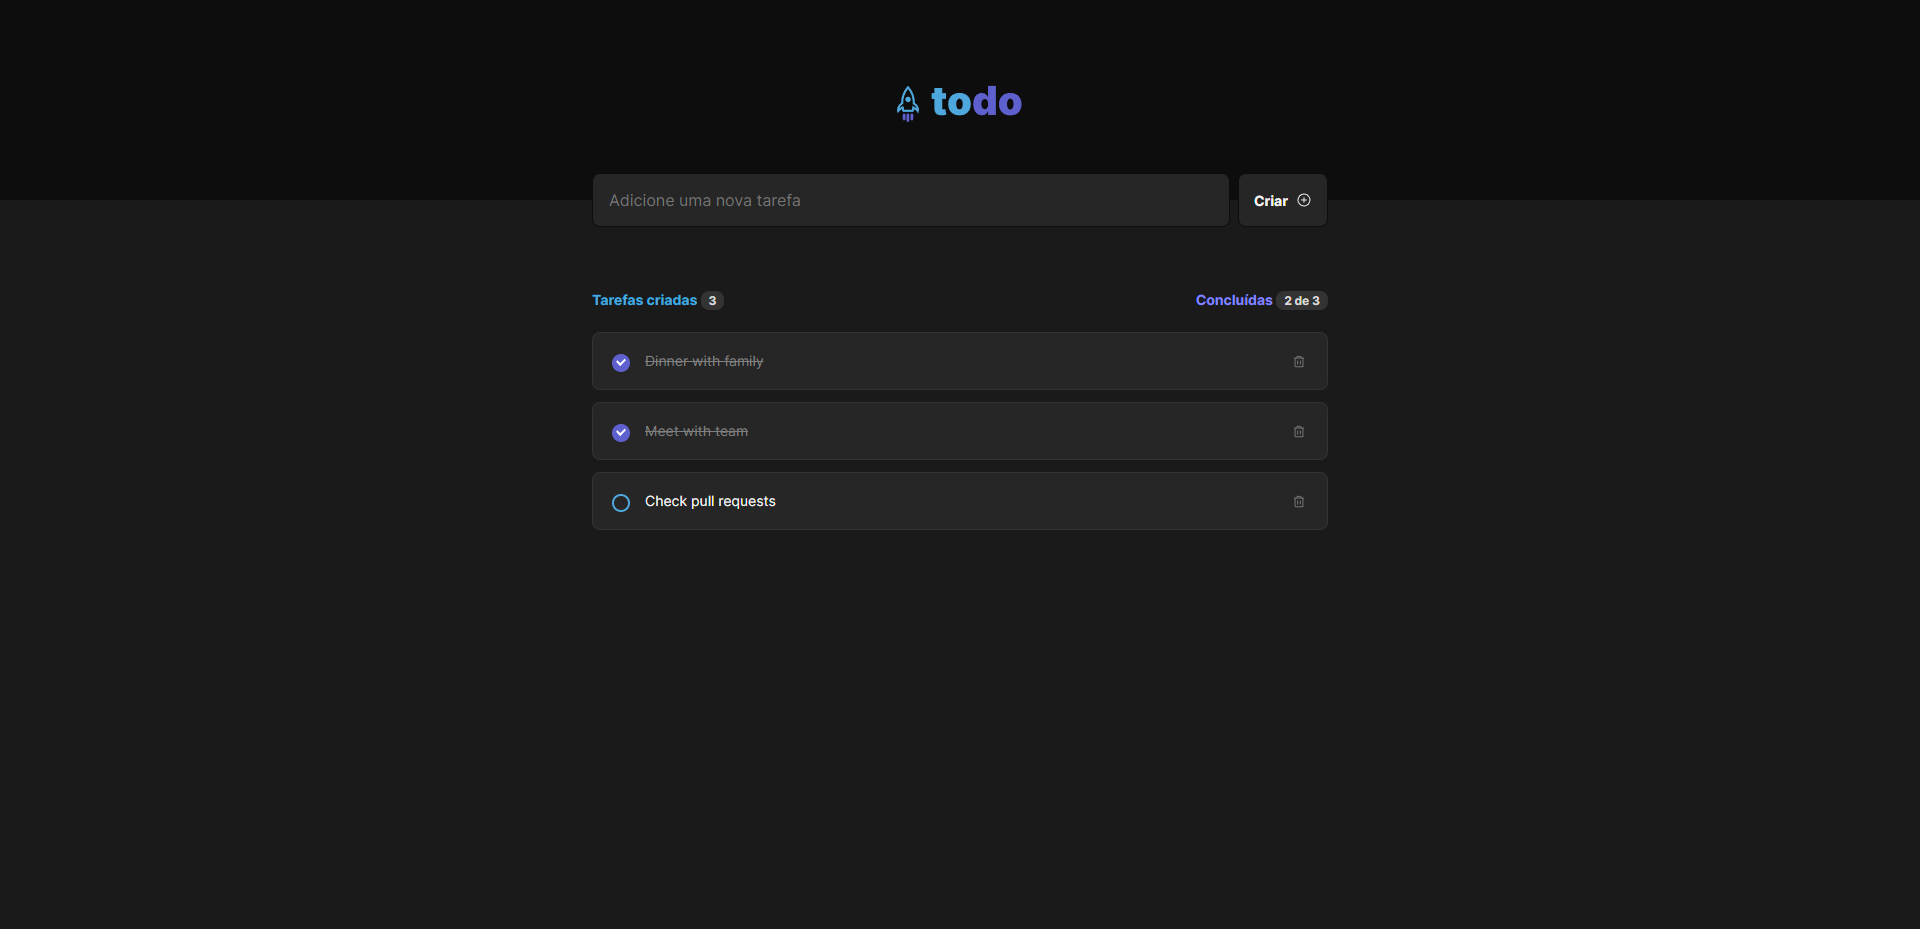 todo
Adicione uma nova tarefa
Criar
Tarefas criadas 3
Concluídas 2 de 3
Dinner with family
Meet with team
Check pull requests